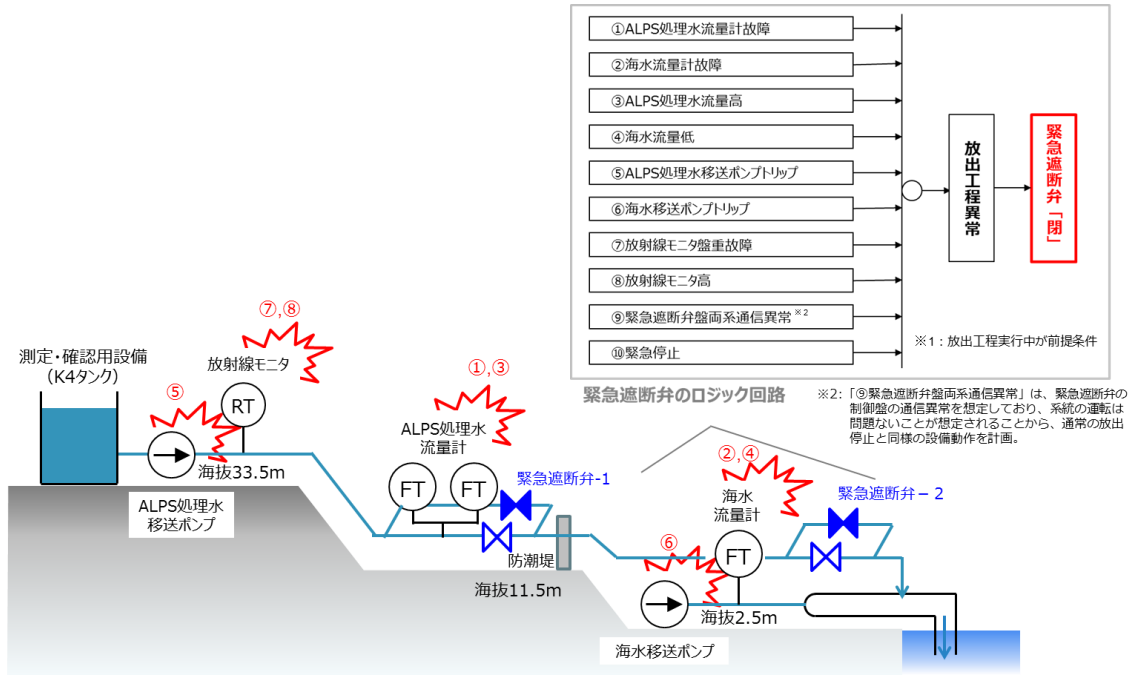 ①ALPS処理水流量計故障
②海水流量計故障
③ALPS処理水流量高
④海水流量低
⑤ALPS処理水移送ポンプトリップ
⑥海水移送ポンプトリップ
⑦放射線モニタ盤重故障
⑧放射線モニタ高
⑨緊急遮断弁盤両系通信異常※2
⑩緊急停止
放出工程異常
緊急遮断弁「閉」
※1：放出工程実行中が前提条件
緊急遮断弁のロジック回路
※2：「⑨緊急遮断弁盤両系通信異常」は、緊急遮断弁の
制御盤の通信異常を想定しており、系統の運転は
問題ないことが想定されることから、通常の放出
停止と同様の設備動作を計画。
⑦,⑧
放射線モニタ
RT
測定・確認用設備
（K4タンク）
⑤
海抜33.5m
ALPS処理水
移送ポンプ
①,③
ALPS処理水
流量計
FT
FT
緊急遮断弁-1
防潮堤
海抜11.5m
②,④
海水
流量計
FT
緊急遮断弁－2
⑥
海抜2.5m
海水移送ポンプ